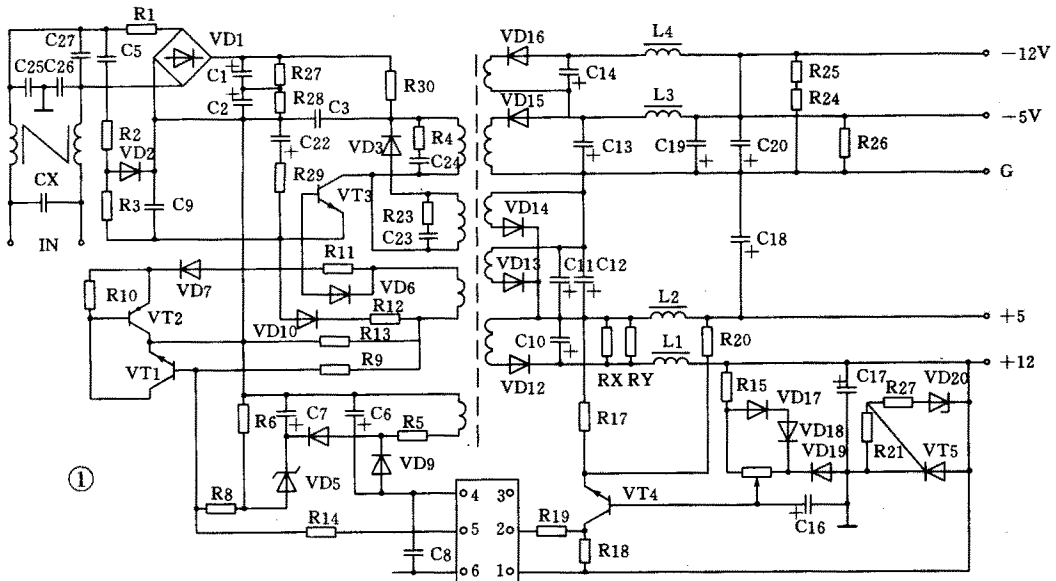 R1
C27
C5
VD1
VD16
L4
−12V
C25
C26
C1
R27
R30
C14
R25
R28
C3
VD15
L3
R24
−5V
C2
R2
C22
VD3
R4
C24
C13
C19
C20
R26
VD2
R29
VT3
G
CX
R3
C9
R23
C23
VD14
IN
C18
R11
VD13
C11
C12
VD7
VD6
R10
VT2
R12
L2
+5
VD10
R13
C10
R20
VT1
R9
L1
+12
VD12
RX
RY
C17
R27
VD20
R15
VD17
R6
C7
C6
R5
R17
VD18
VD19
R21
VT5
①
VD5
VD9
R8
4
3
VT4
R14
5
2
R19
C16
C8
R18
6
1